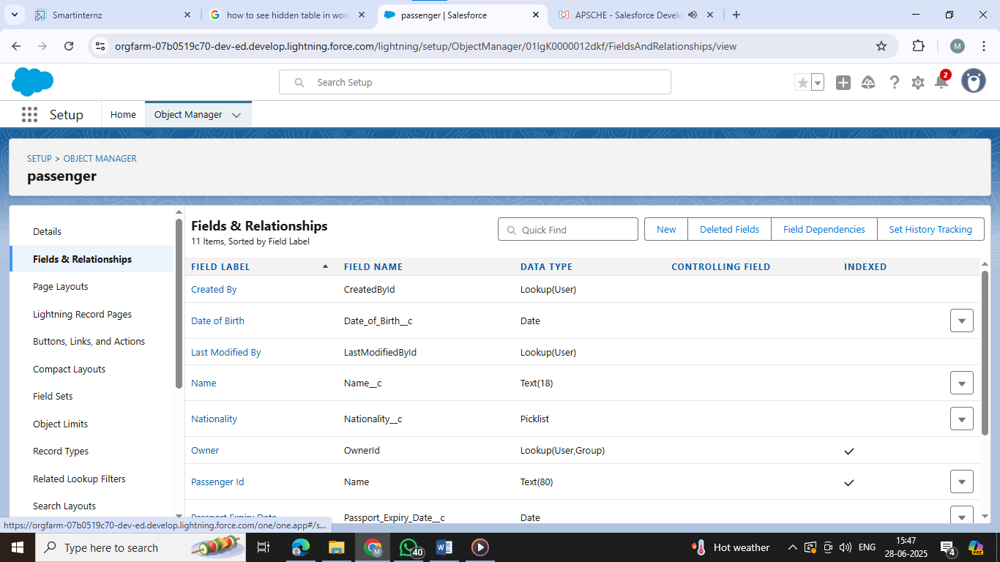 Smartinternz
how to see hidden table in wor
passenger | Salesforce
APSCHE - Salesforce Develo
orgfarm-07b0519c70-dev-ed.develop.lightning.force.com/lightning/setup/ObjectManager/01IgK0000012dkf/FieldsAndRelationships/view
M
Search Setup
2
Setup
Home
Object Manager
SETUP > OBJECT MANAGER
passenger
Details
Fields & Relationships
Page Layouts
Lightning Record Pages
Buttons, Links, and Actions
Compact Layouts
Field Sets
Object Limits
Record Types
Related Lookup Filters
Search Layouts
Fields & Relationships
11 Items, Sorted by Field Label
Quick Find
New
Deleted Fields
Field Dependencies
Set History Tracking
FIELD LABEL FIELD NAME DATA TYPE CONTROLLING FIELD INDEXED
Created By CreatedById Lookup(User)
Date of Birth Date_of_Birth__c Date
Last Modified By LastModifiedById Lookup(User)
Name Name__c Text(18)
Nationality Nationality__c Picklist
Owner OwnerId Lookup(User,Group)
Passenger Id Name Text(80)
Passport Expiry Date Passport_Expiry_Date__c Date
https://orgfarm-07b0519c70-dev-ed.develop.lightning.force.com/one/one.app#/s...
Type here to search
M
40
Hot weather
ENG
15:47
28-06-2025
4
PRE